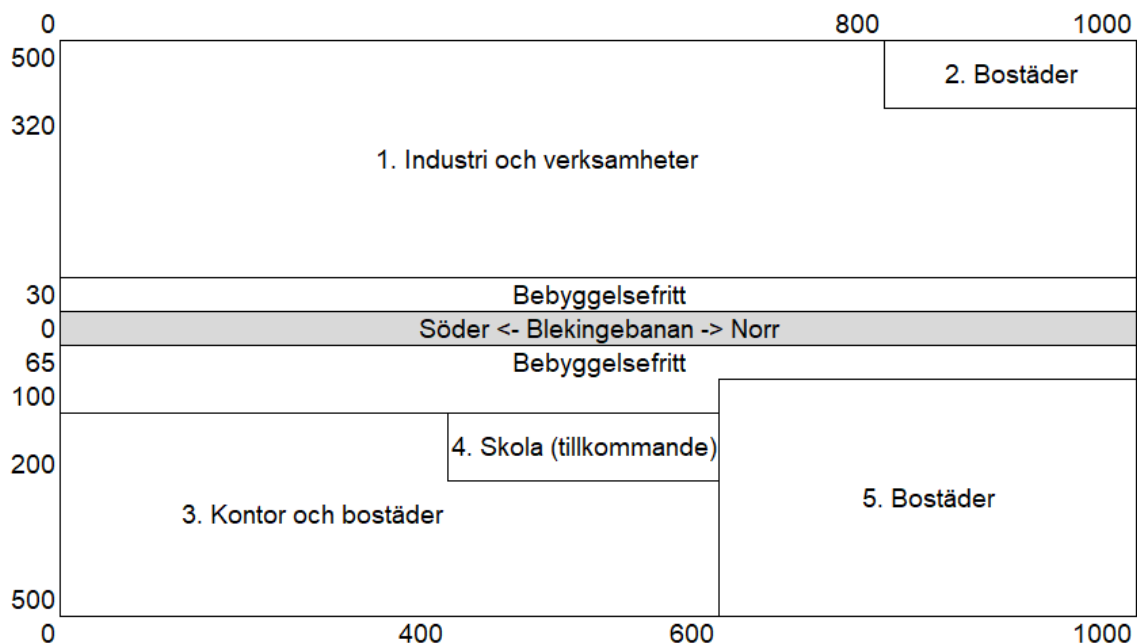 0 800 1000
500
2. Bostäder
320
1. Industri och verksamheter
30 Bebyggelsefritt
0 Söder <- Blekingebanan -> Norr
65 Bebyggelsefritt
100
4. Skola (tillkommande)
200
5. Bostäder
3. Kontor och bostäder
500
0 400 600 1000